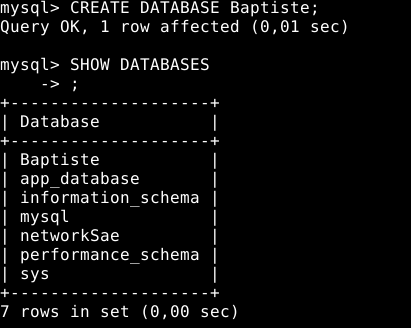 mysql> CREATE DATABASE Baptiste;
Query OK, 1 row affected (0,01 sec)
mysql> SHOW DATABASES
    -> ;
+--------------------+
| Database           |
+--------------------+
| Baptiste           |
| app_database       |
| information_schema |
| mysql              |
| networkSae         |
| performance_schema |
| sys                |
+--------------------+
7 rows in set (0,00 sec)